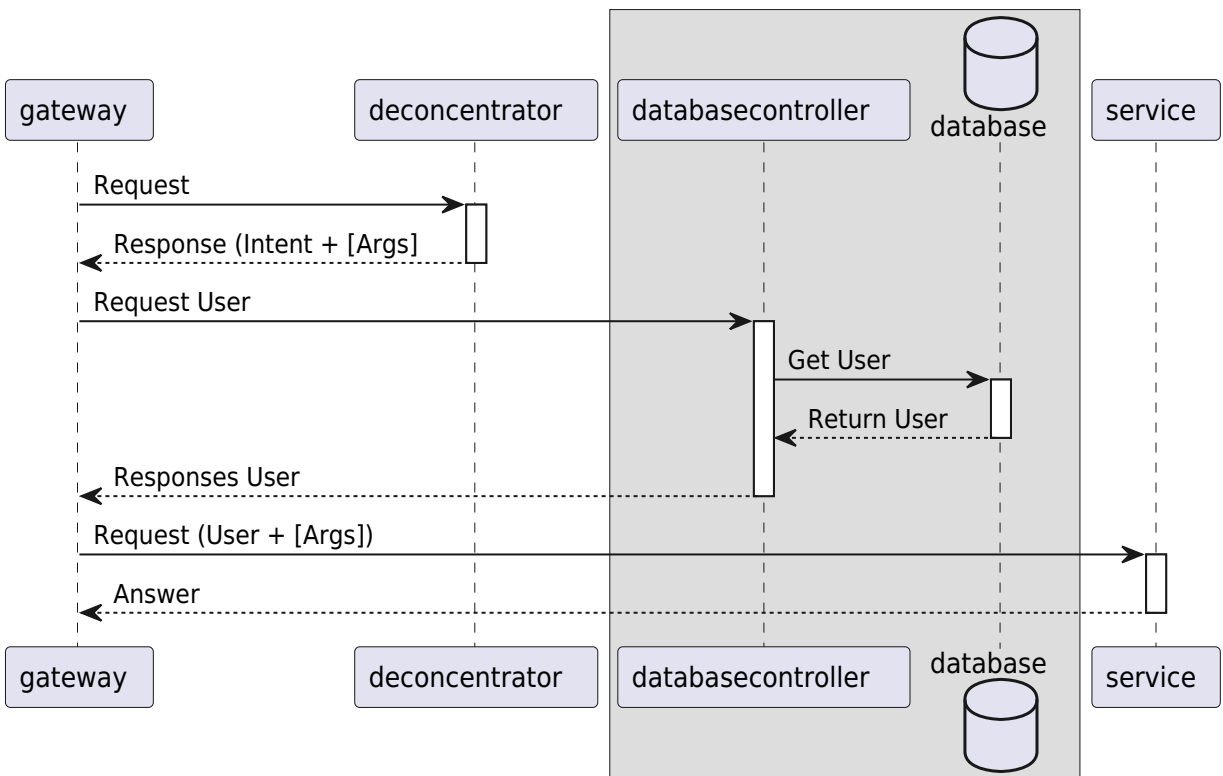 gateway
deconcentrator
databasecontroller
database
service
Request
Response (Intent + [Args]
Request User
Get User
Return User
Responses User
Request (User + [Args])
Answer
gateway
deconcentrator
databasecontroller
database
service